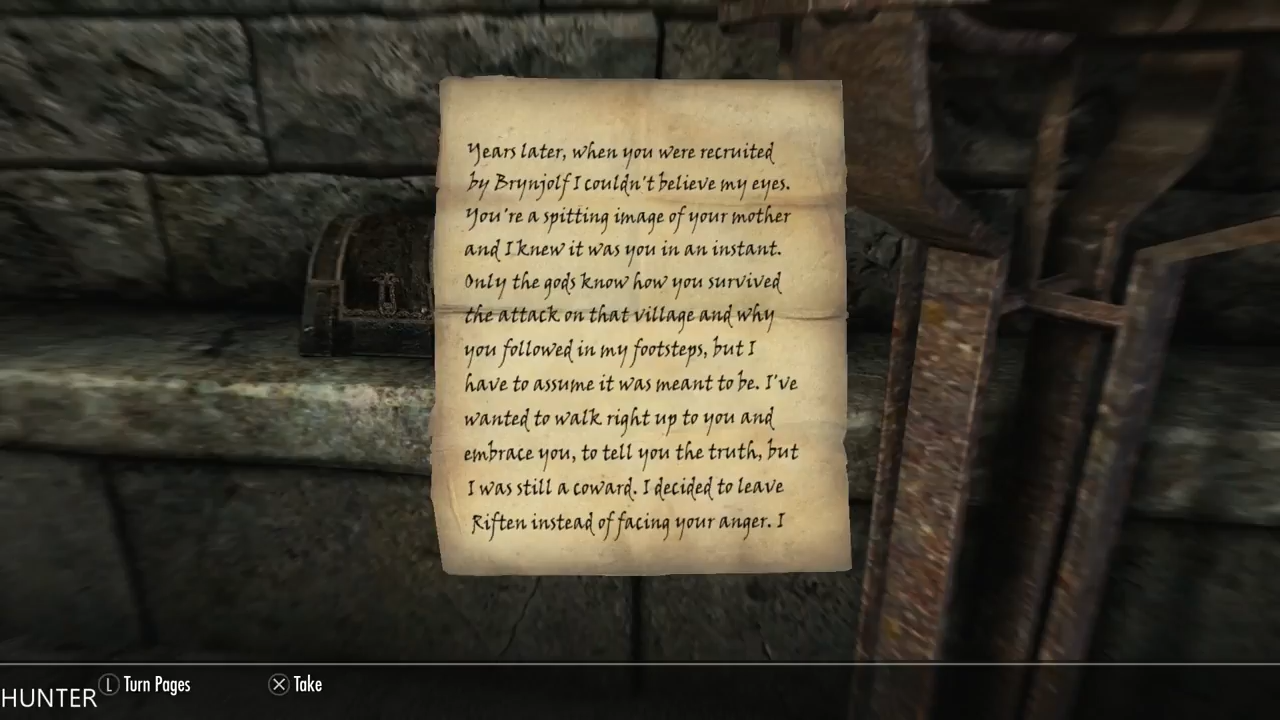 Years later, when you were recruited
by Brynjolf I couldn't believe my eyes.
You're a spitting image of your mother
and I knew it was you in an instant.
Only the gods know how you survived
the attack on that village and why
you followed in my footsteps, but I
have to assume it was meant to be. I've
wanted to walk right up to you and
embrace you, to tell you the truth, but
I was still a coward. I decided to leave
Riften instead of facing your anger. I
L Turn Pages
X Take
HUNTER